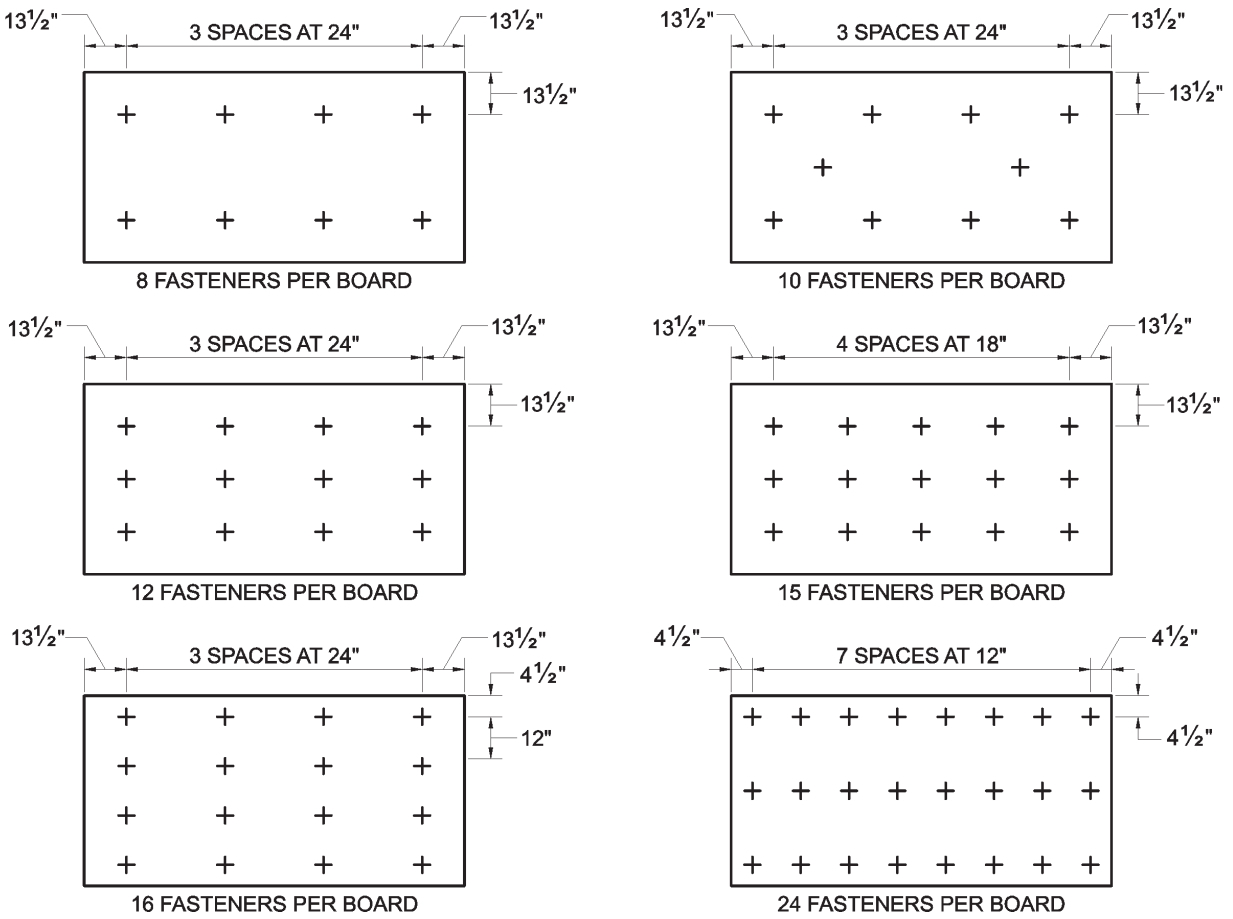 13½"
3 SPACES AT 24"
13½"
13½"
8 FASTENERS PER BOARD
13½"
3 SPACES AT 24"
13½"
13½"
10 FASTENERS PER BOARD
13½"
3 SPACES AT 24"
13½"
13½"
12 FASTENERS PER BOARD
13½"
4 SPACES AT 18"
13½"
13½"
15 FASTENERS PER BOARD
13½"
3 SPACES AT 24"
13½"
4½"
12"
16 FASTENERS PER BOARD
4½"
7 SPACES AT 12"
4½"
4½"
24 FASTENERS PER BOARD